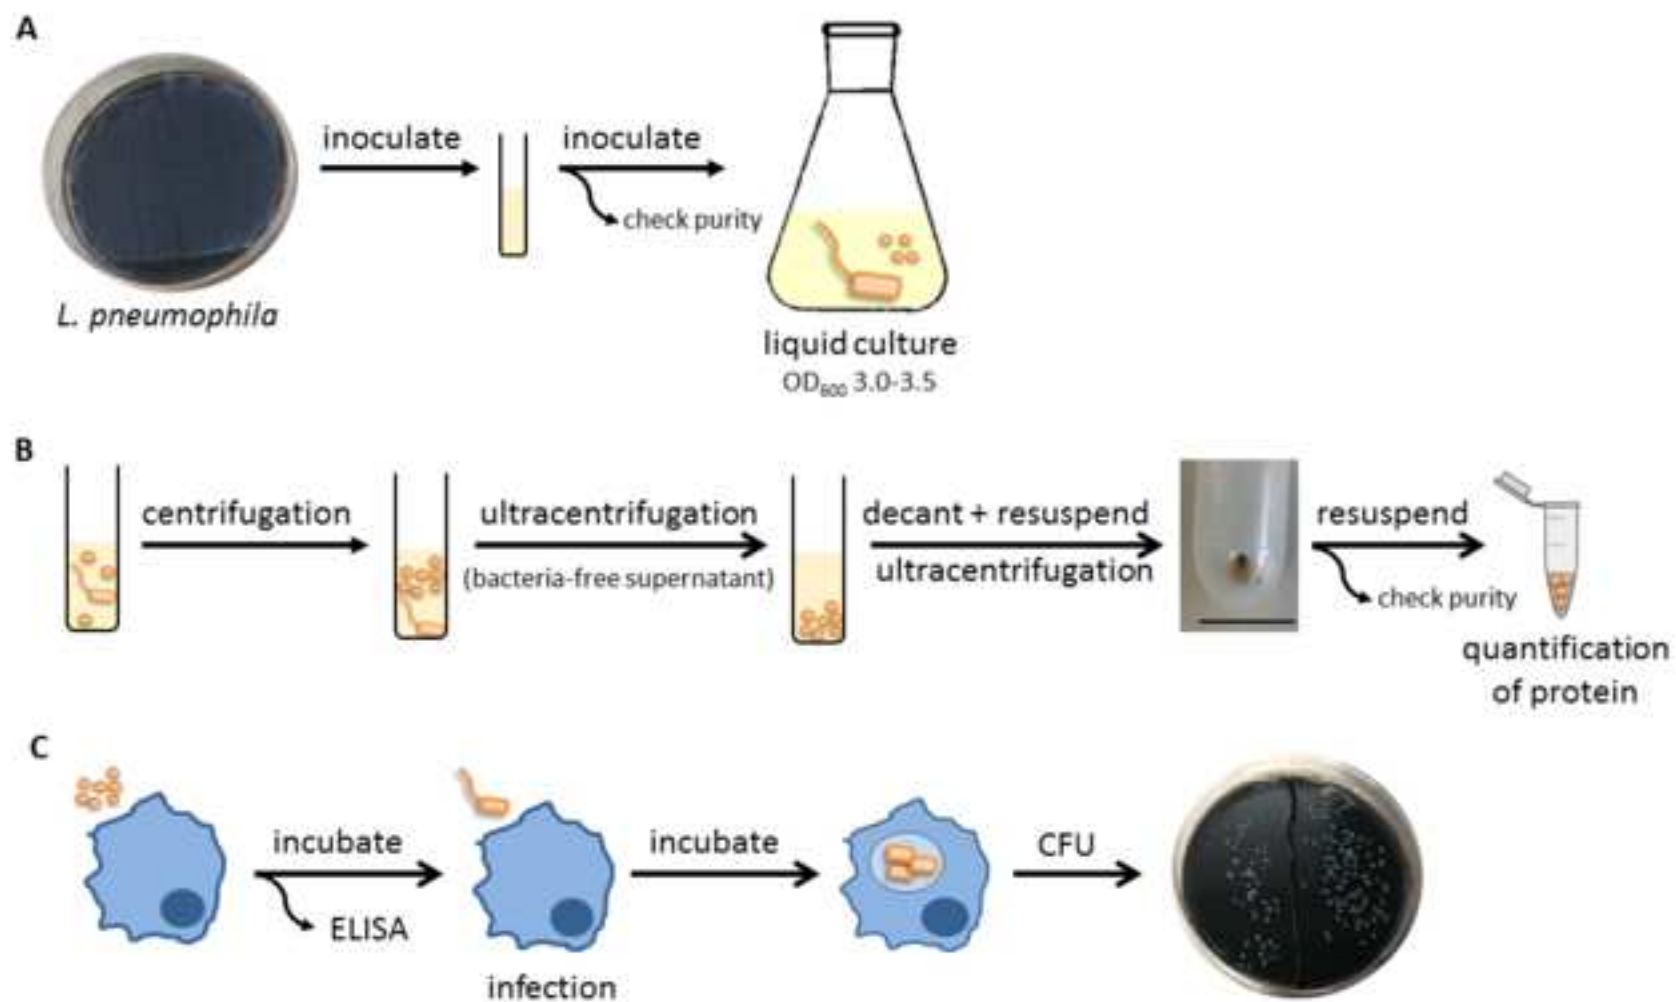 A
inoculate
inoculate
check purity
L. pneumophila
liquid culture
OD₆₀₀ 3.0-3.5
B
centrifugation
ultracentrifugation
(bacteria-free supernatant)
decant + resuspend
ultracentrifugation
resuspend
check purity
quantification
of protein
C
incubate
ELISA
infection
incubate
CFU